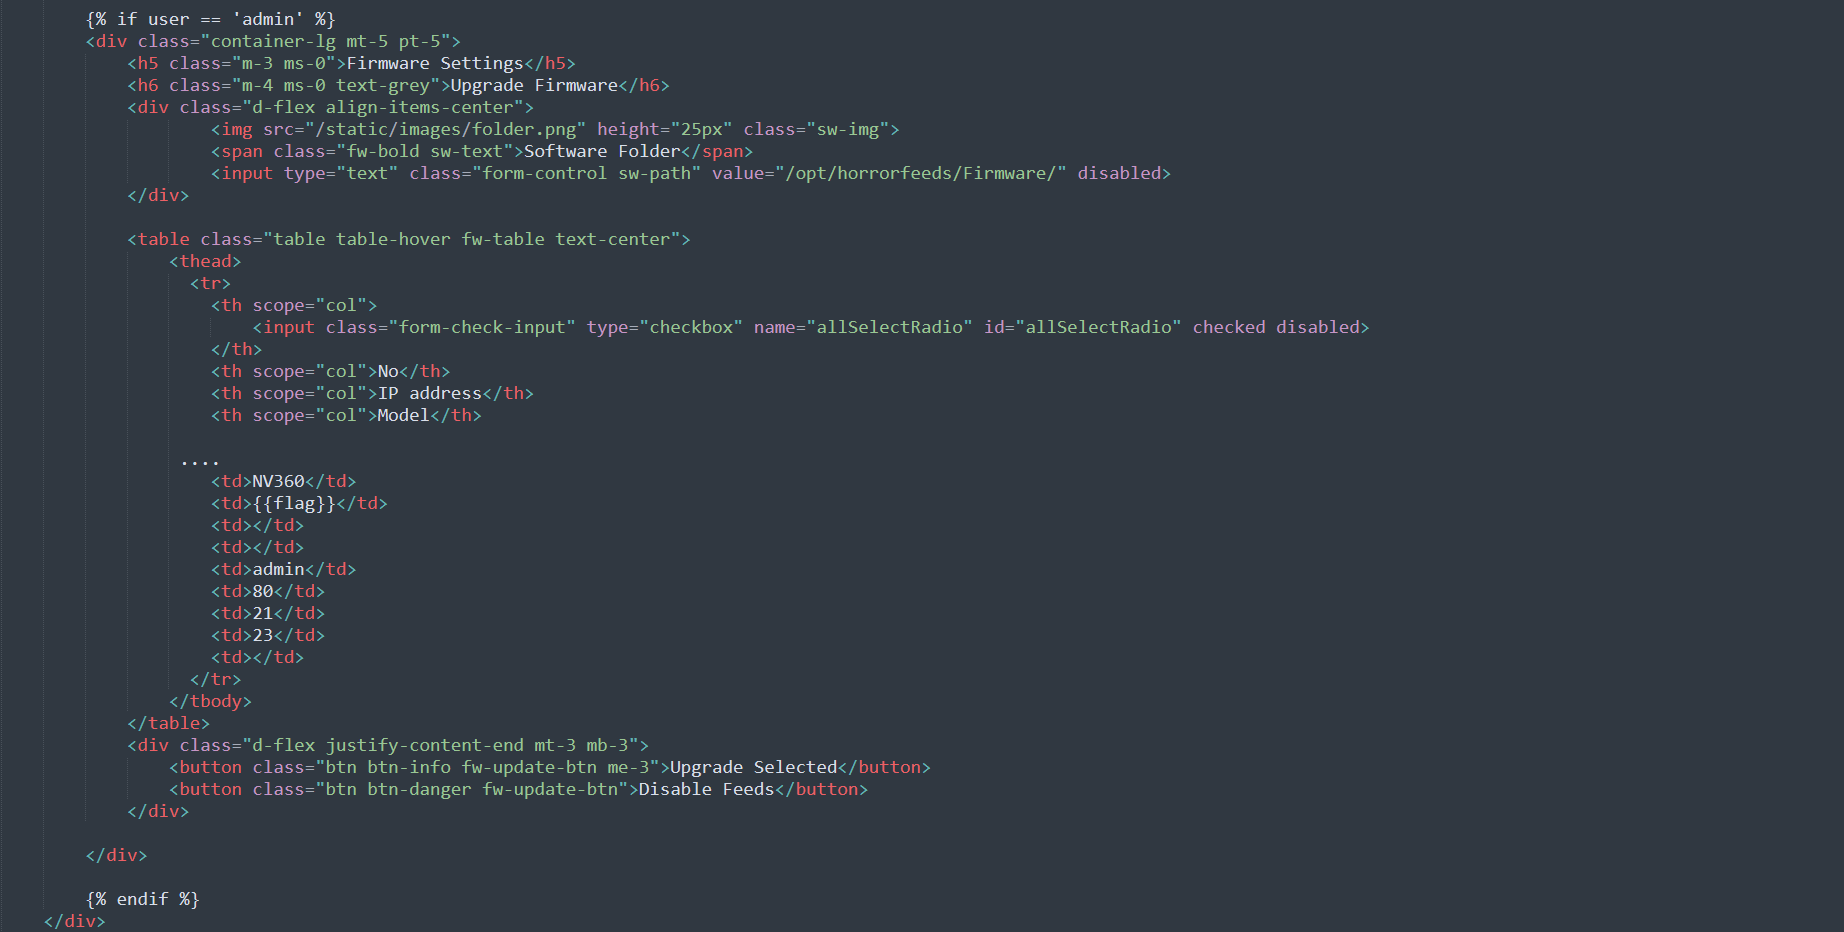 {% if user == 'admin' %}
<div class="container-lg mt-5 pt-5">
<h5 class="m-3 ms-0">Firmware Settings</h5>
<h6 class="m-4 ms-0 text-grey">Upgrade Firmware</h6>
<div class="d-flex align-items-center">
<img src="/static/images/folder.png" height="25px" class="sw-img">
<span class="fw-bold sw-text">Software Folder</span>
<input type="text" class="form-control sw-path" value="/opt/horrorfeeds/Firmware/" disabled>
</div>
<table class="table table-hover fw-table text-center">
<thead>
<tr>
<th scope="col">
<input class="form-check-input" type="checkbox" name="allSelectRadio" id="allSelectRadio" checked disabled>
</th>
<th scope="col">No</th>
<th scope="col">IP address</th>
<th scope="col">Model</th>
....
<td>NV360</td>
<td>{{flag}}</td>
<td></td>
<td></td>
<td>admin</td>
<td>80</td>
<td>21</td>
<td>23</td>
<td></td>
</tr>
</tbody>
</table>
<div class="d-flex justify-content-end mt-3 mb-3">
<button class="btn btn-info fw-update-btn me-3">Upgrade Selected</button>
<button class="btn btn-danger fw-update-btn">Disable Feeds</button>
</div>
</div>
{% endif %}
</div>